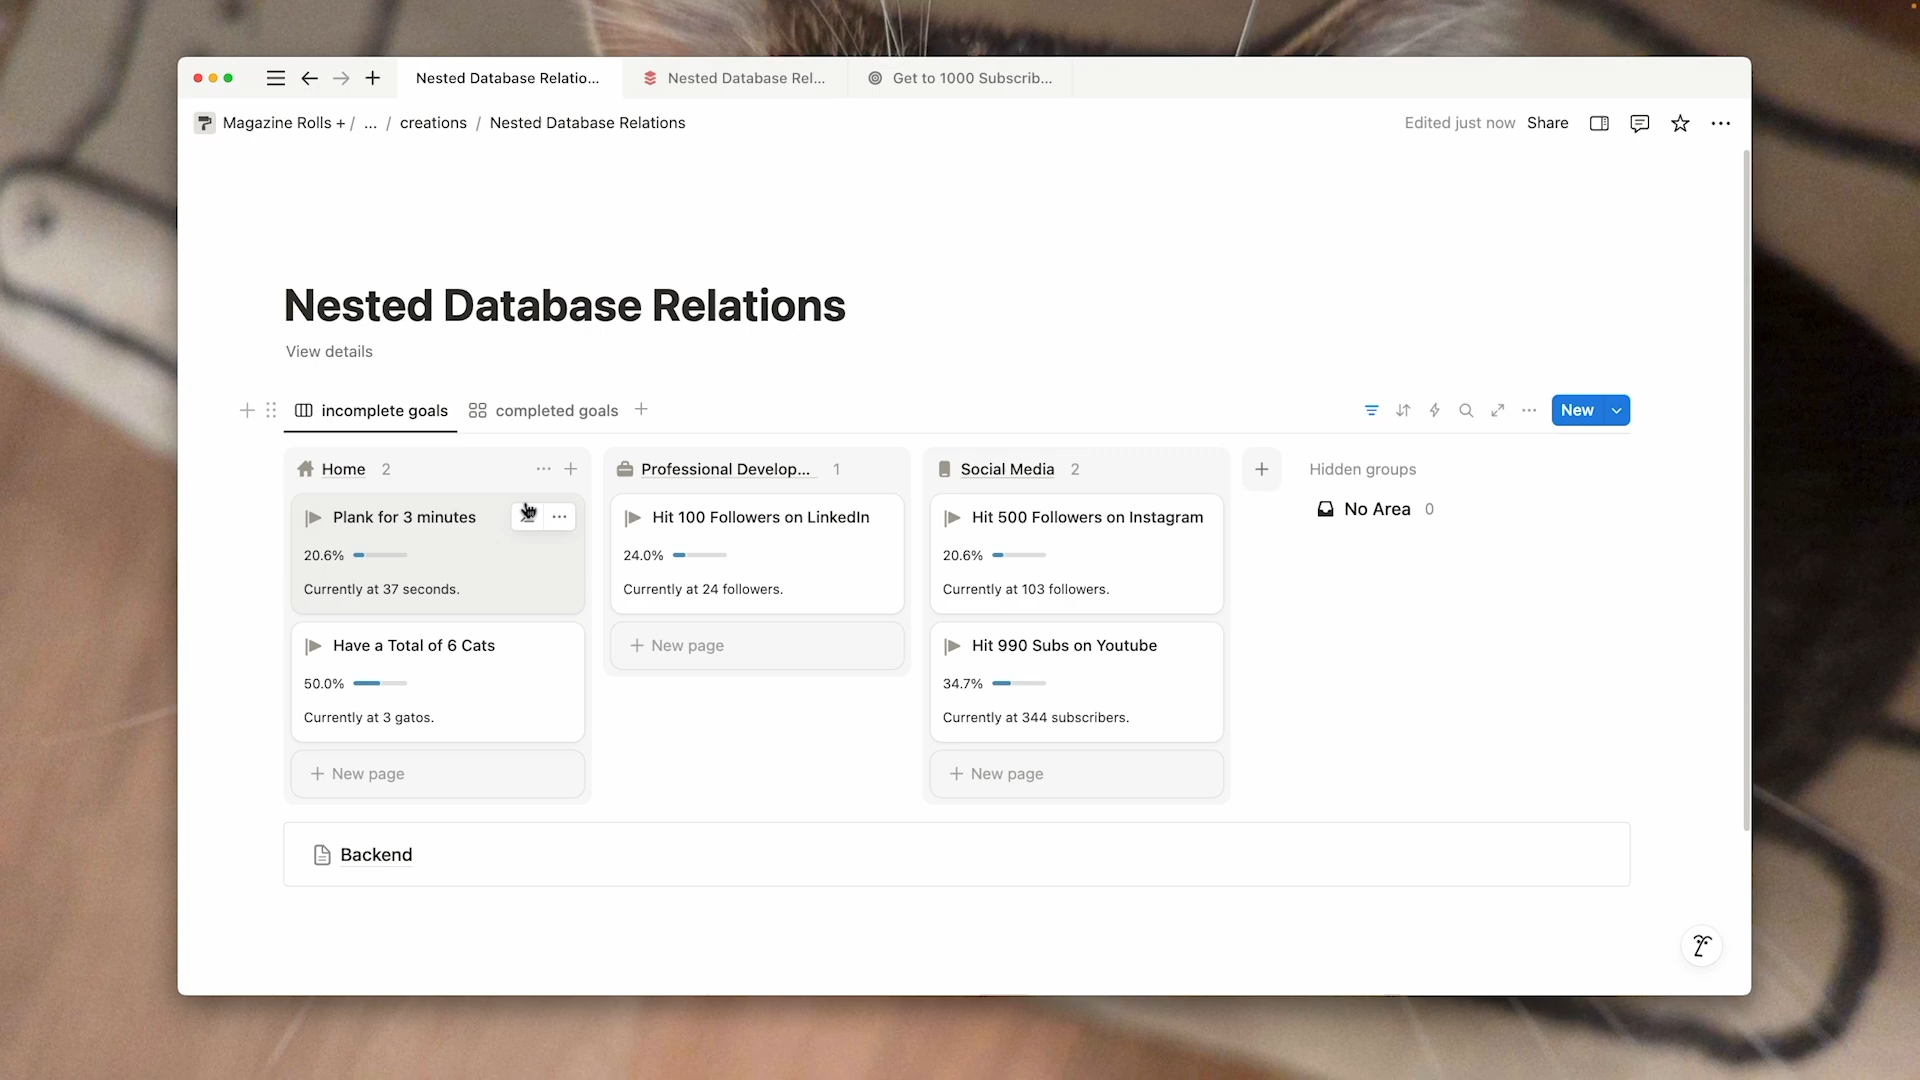 Nested Database Relatio...
Nested Database Rel...
Get to 1000 Subscrib...
Magazine Rolls + / ... / creations / Nested Database Relations
Edited just now Share
Nested Database Relations
View details
incomplete goals
completed goals
New
Home 2
Plank for 3 minutes
20.6%
Currently at 37 seconds.
Have a Total of 6 Cats
50.0%
Currently at 3 gatos.
New page
Professional Develop... 1
Hit 100 Followers on LinkedIn
24.0%
Currently at 24 followers.
New page
Social Media 2
Hit 500 Followers on Instagram
20.6%
Currently at 103 followers.
Hit 990 Subs on Youtube
34.7%
Currently at 344 subscribers.
New page
Hidden groups
No Area 0
Backend